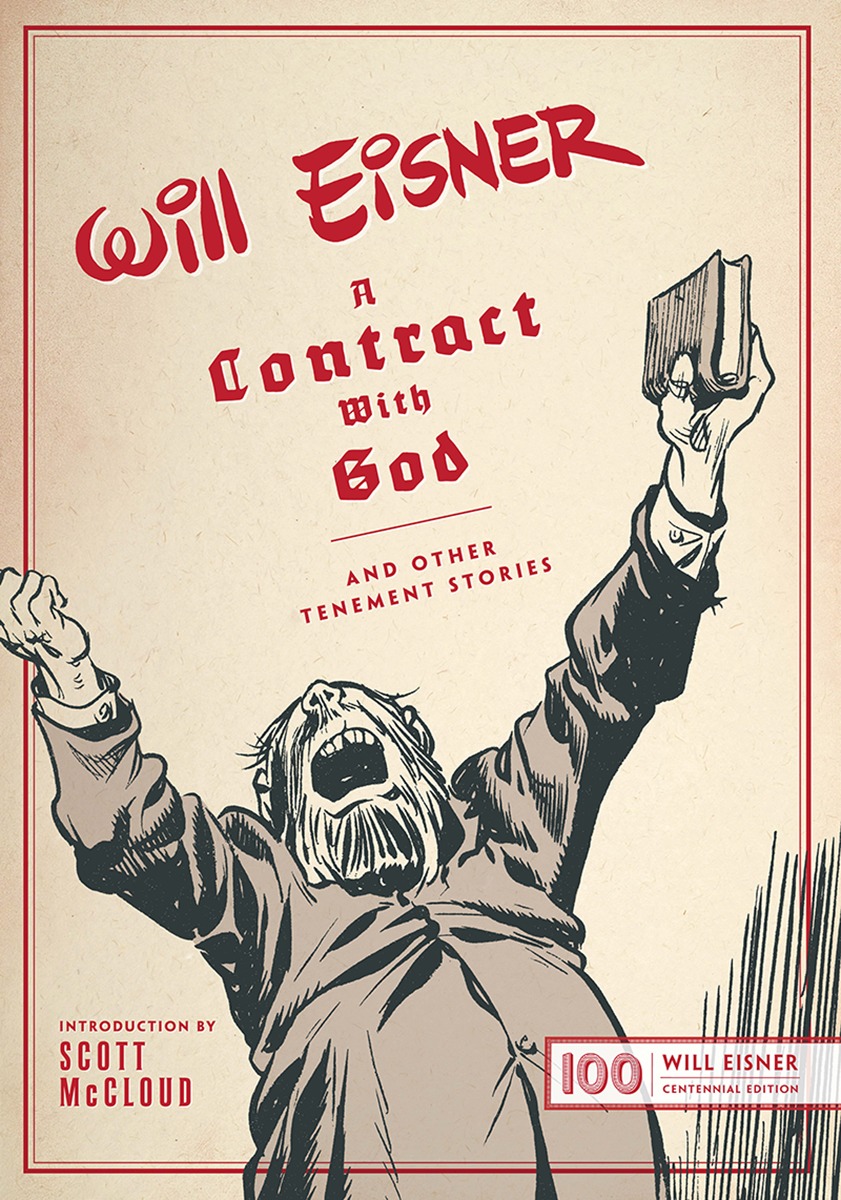 Will Eisner
A
Contract
With
God
AND OTHER
TENEMENT STORIES
INTRODUCTION BY
SCOTT
McCLOUD
100
WILL EISNER
CENTENNIAL EDITION